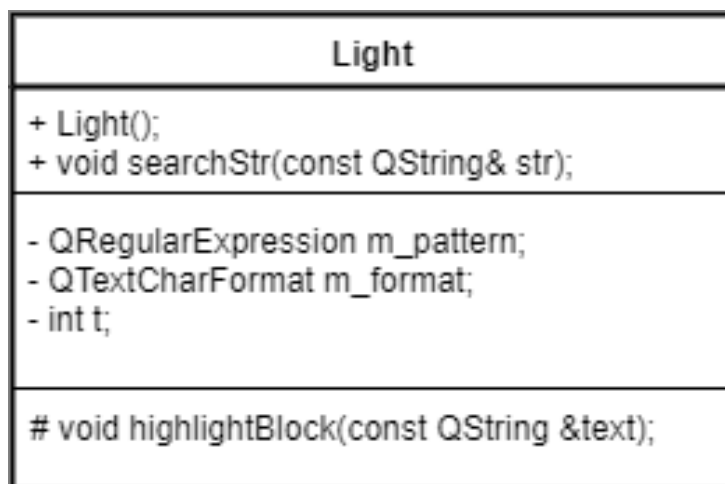 Light
+ Light();
+ void searchStr(const QString& str);
- QRegularExpression m_pattern;
- QTextCharFormat m_format;
- int t;
# void highlightBlock(const QString &text);